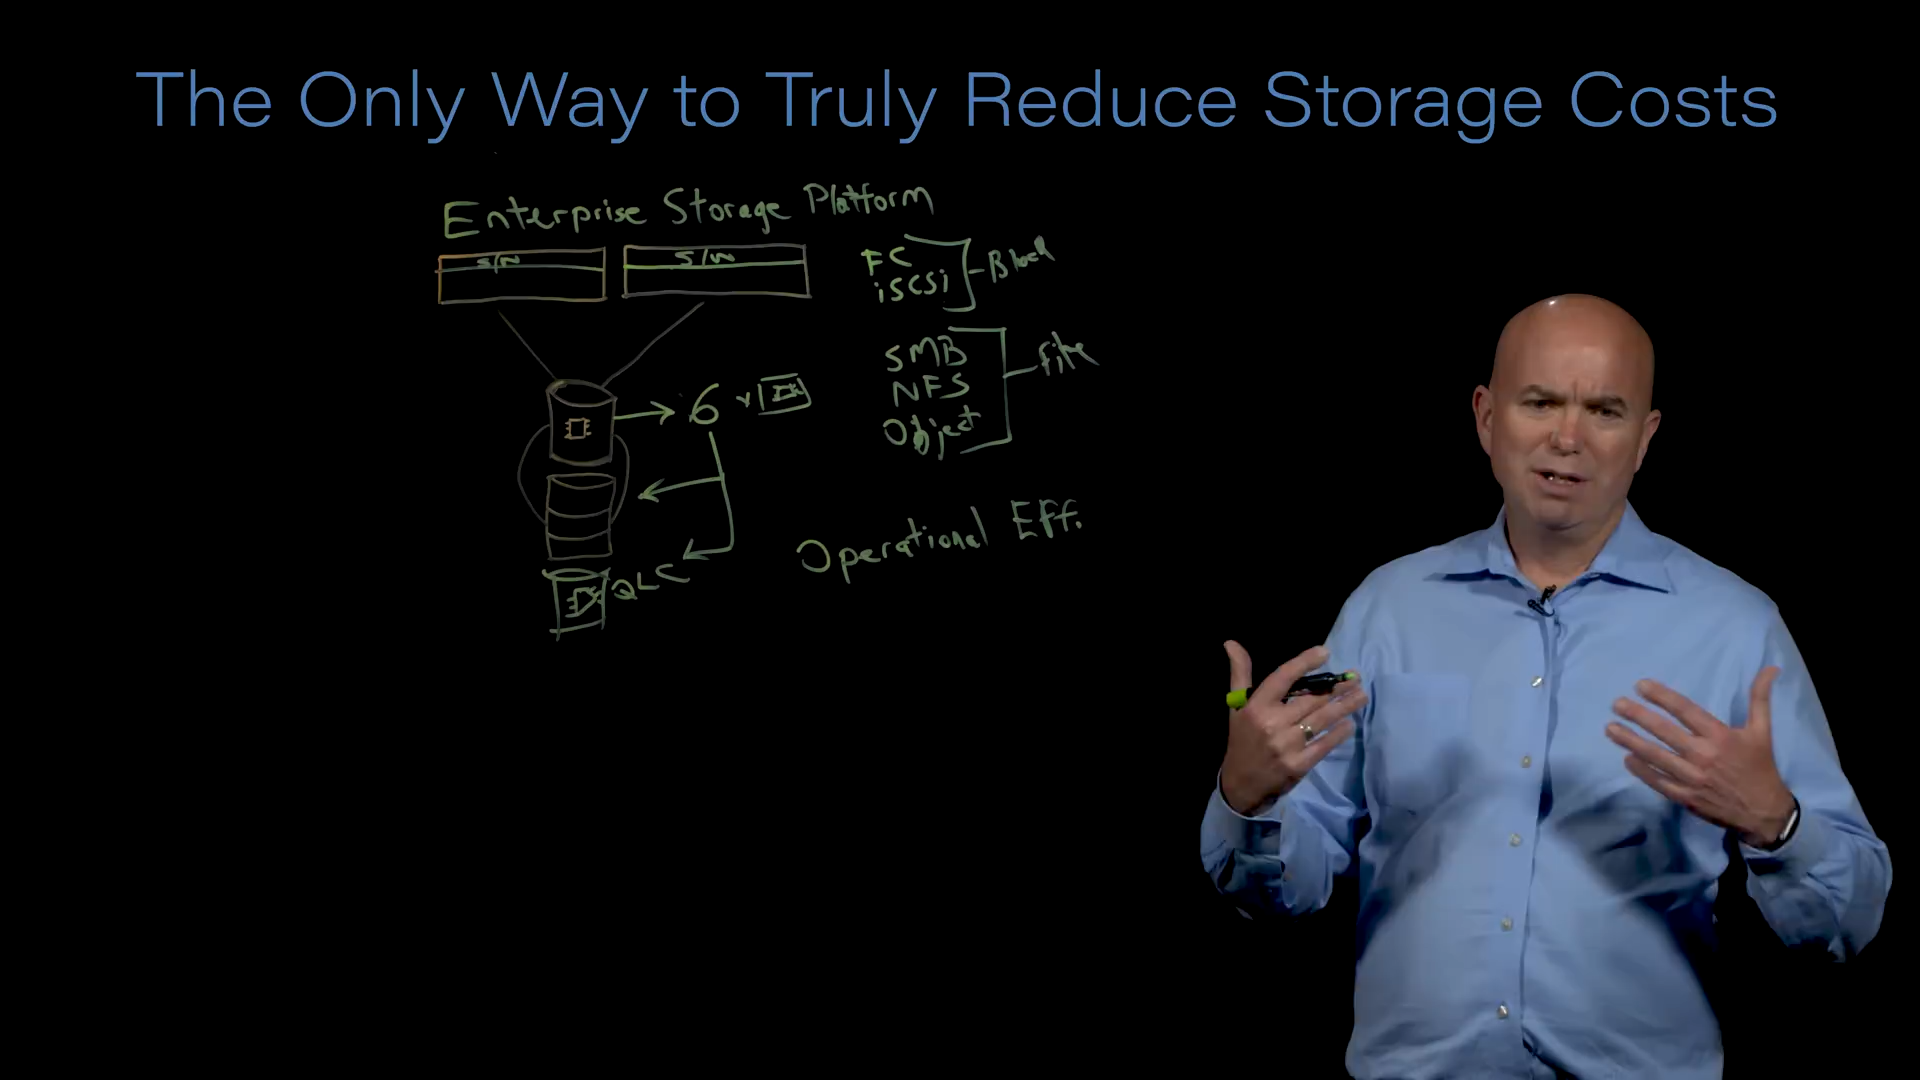 The Only Way to Truly Reduce Storage Costs
Enterprise Storage Platform
S/W S/W
FC
iSCSi
Block
SMB
NFS
Object
file
6 x
QLC
Operational Eff.